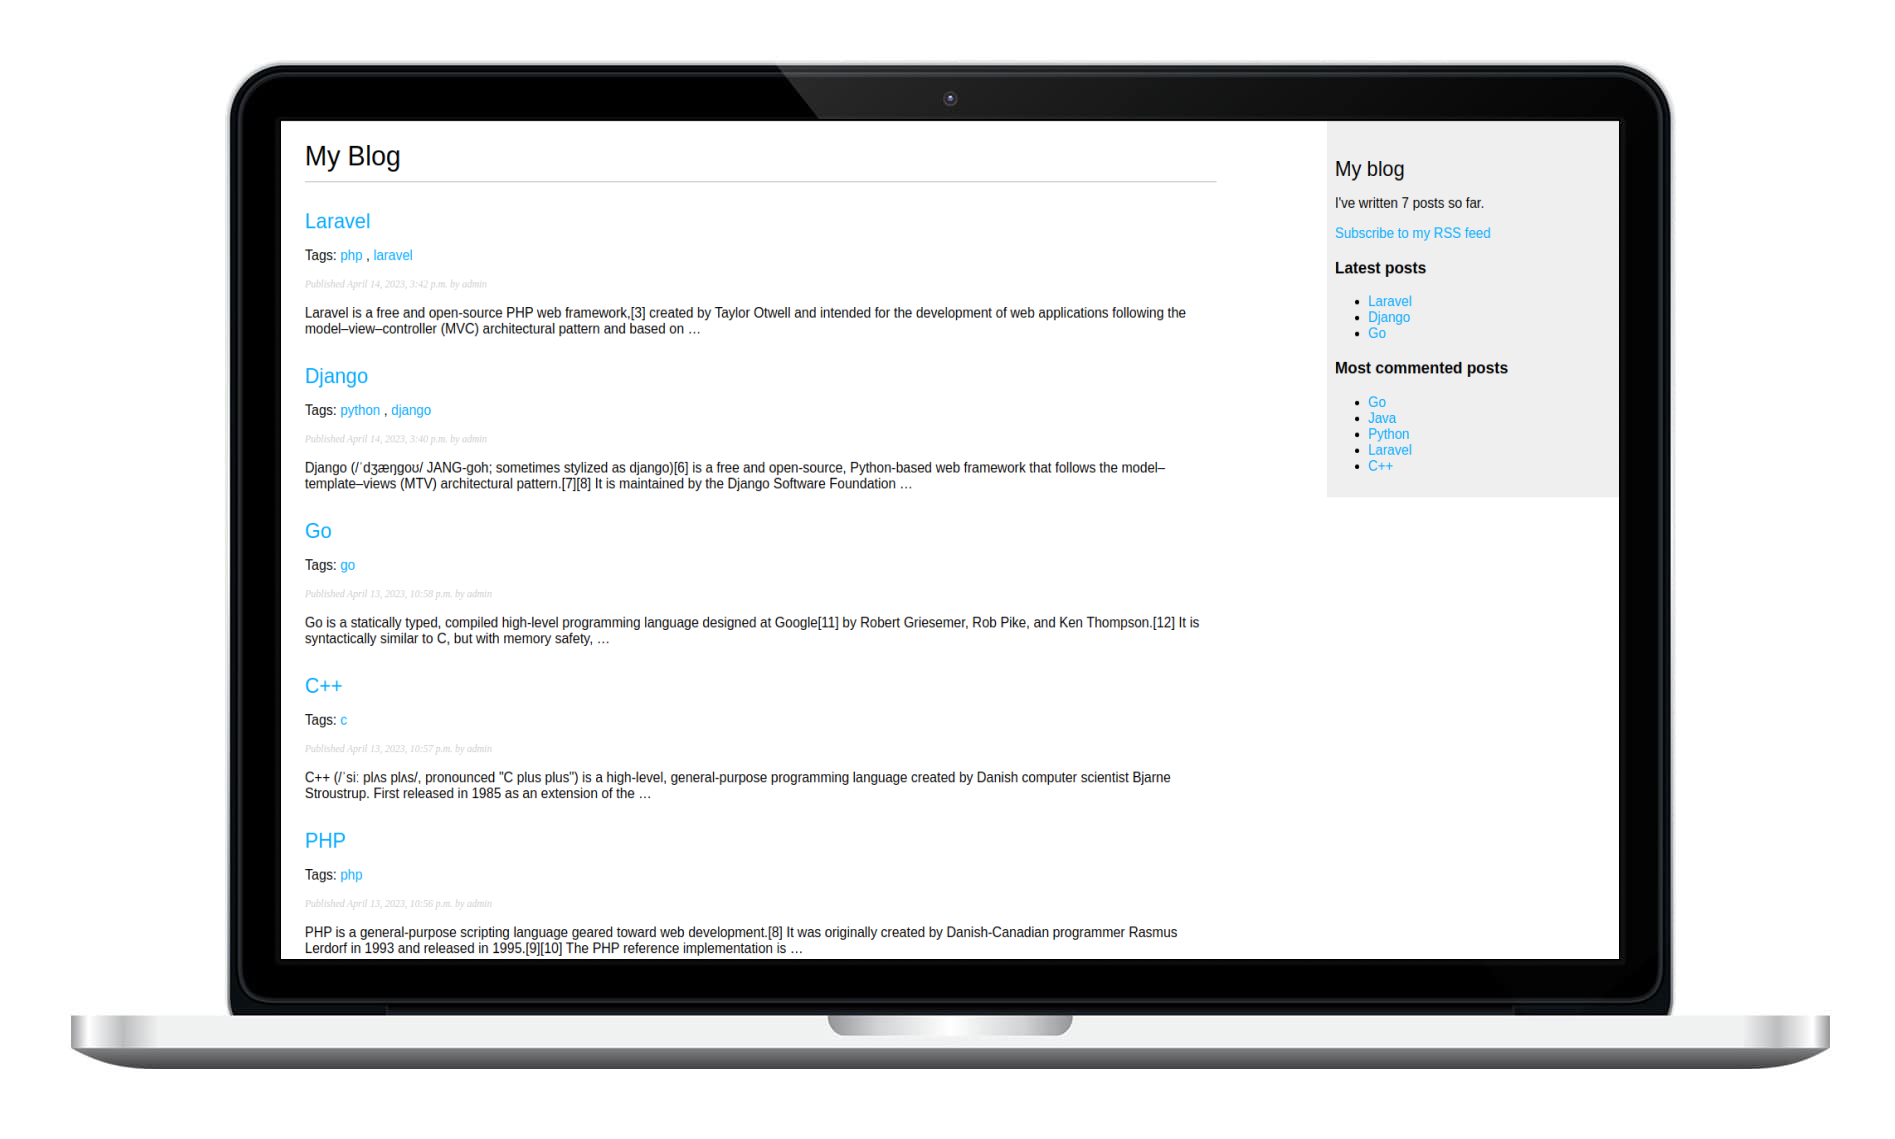 My Blog
Laravel
Tags: php , laravel
Published April 14, 2023, 3:42 p.m. by admin
Laravel is a free and open-source PHP web framework,[3] created by Taylor Otwell and intended for the development of web applications following the
model–view–controller (MVC) architectural pattern and based on …
Django
Tags: python , django
Published April 14, 2023, 3:40 p.m. by admin
Django (/ˈdʒæŋɡoʊ/ JANG-goh; sometimes stylized as django)[6] is a free and open-source, Python-based web framework that follows the model–
template–views (MTV) architectural pattern.[7][8] It is maintained by the Django Software Foundation …
Go
Tags: go
Published April 13, 2023, 10:58 p.m. by admin
Go is a statically typed, compiled high-level programming language designed at Google[11] by Robert Griesemer, Rob Pike, and Ken Thompson.[12] It is
syntactically similar to C, but with memory safety, …
C++
Tags: c
Published April 13, 2023, 10:57 p.m. by admin
C++ (/ˈsiː plʌs plʌs/, pronounced "C plus plus") is a high-level, general-purpose programming language created by Danish computer scientist Bjarne
Stroustrup. First released in 1985 as an extension of the …
PHP
Tags: php
Published April 13, 2023, 10:56 p.m. by admin
PHP is a general-purpose scripting language geared toward web development.[8] It was originally created by Danish-Canadian programmer Rasmus
Lerdorf in 1993 and released in 1995.[9][10] The PHP reference implementation is …
My blog
I've written 7 posts so far.
Subscribe to my RSS feed
Latest posts
Laravel
Django
Go
Most commented posts
Go
Java
Python
Laravel
C++